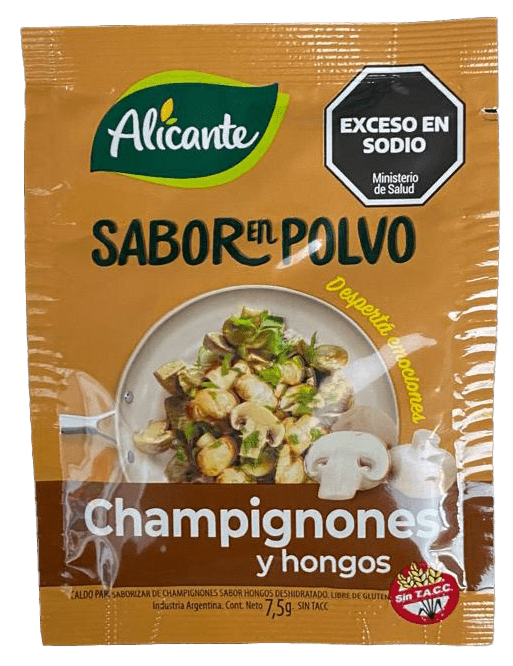 Alicante
EXCESO EN
SODIO
Ministerio
de Salud
SABOR EN POLVO
Despertá emociones
Champignones
y hongos
CALDO PARA SABORIZAR DE CHAMPIGNONES SABOR HONGOS DESHIDRATADO. LIBRE DE GLUTEN
Industria Argentina. Cont. Neto 7,5g. SIN TACC
Sin T.A.C.C.